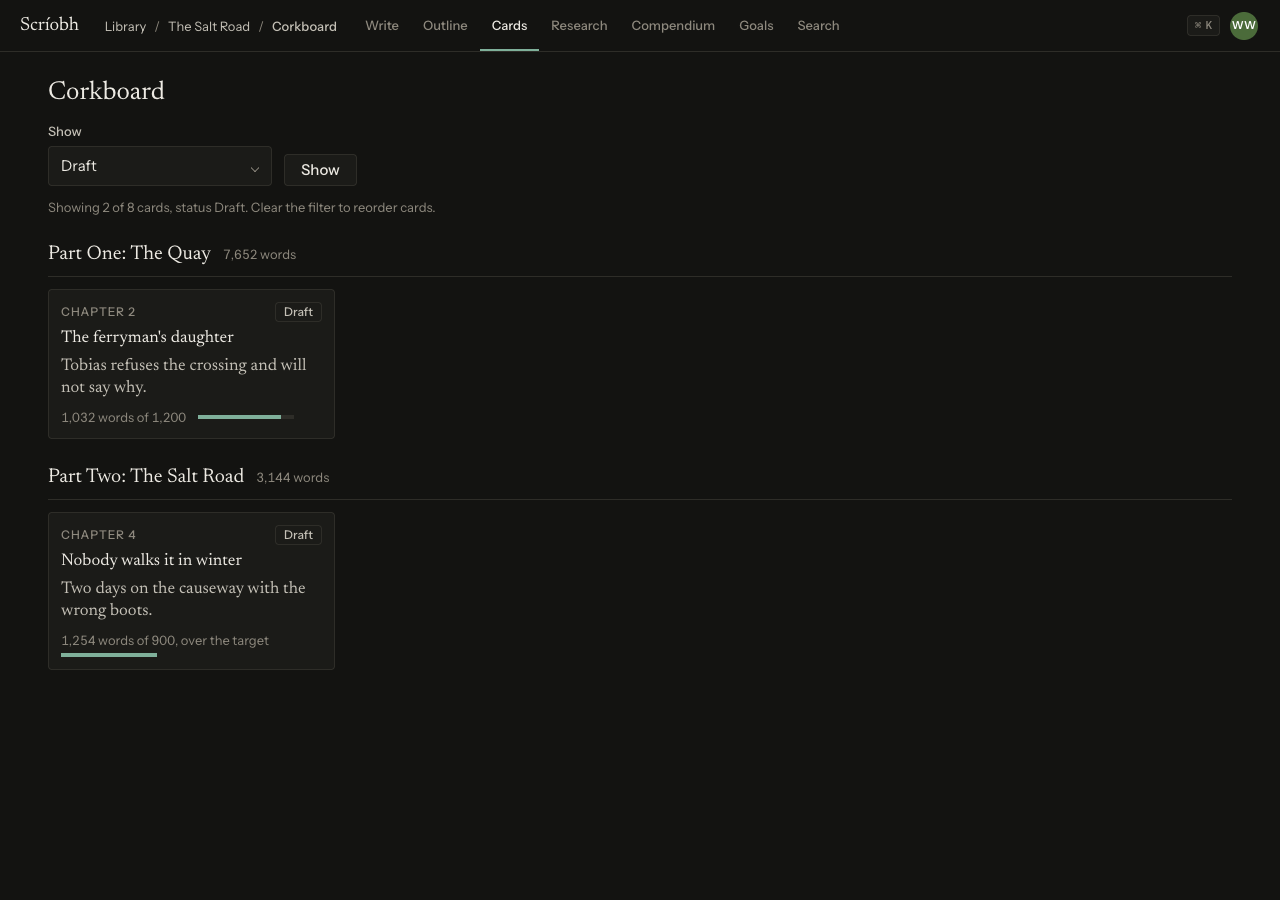 Scríobh
Library / The Salt Road / Corkboard
Write
Outline
Cards
Research
Compendium
Goals
Search
⌘ K
WW
Corkboard
Show
Draft
Show
Showing 2 of 8 cards, status Draft. Clear the filter to reorder cards.
Part One: The Quay 7,652 words
CHAPTER 2
Draft
The ferryman's daughter
Tobias refuses the crossing and will
not say why.
1,032 words of 1,200
Part Two: The Salt Road 3,144 words
CHAPTER 4
Draft
Nobody walks it in winter
Two days on the causeway with the
wrong boots.
1,254 words of 900, over the target